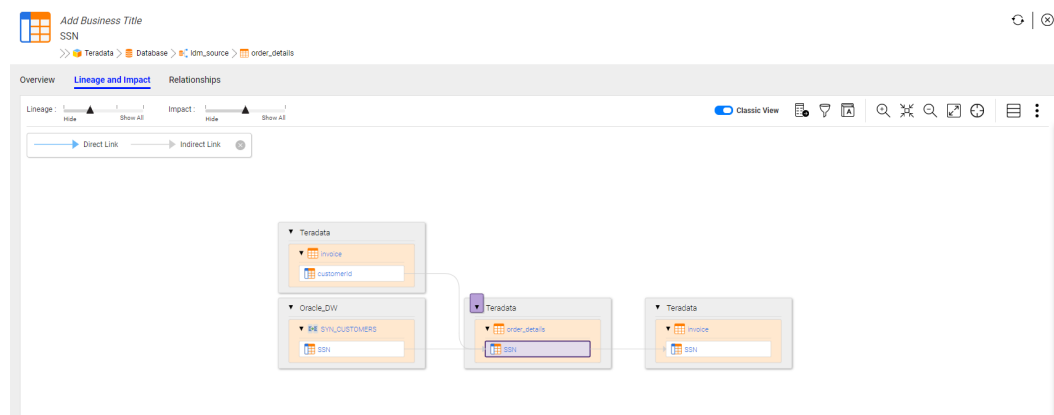 Add Business Title
SSN
Teradata > Database > ldm_source > order_details
Overview Lineage and Impact Relationships
Lineage : Hide Show All Impact : Hide Show All Classic View
Direct Link Indirect Link
Teradata
invoice
customerid
Oracle_DW
SYN_CUSTOMERS
SSN
Teradata
order_details
SSN
Teradata
invoice
SSN